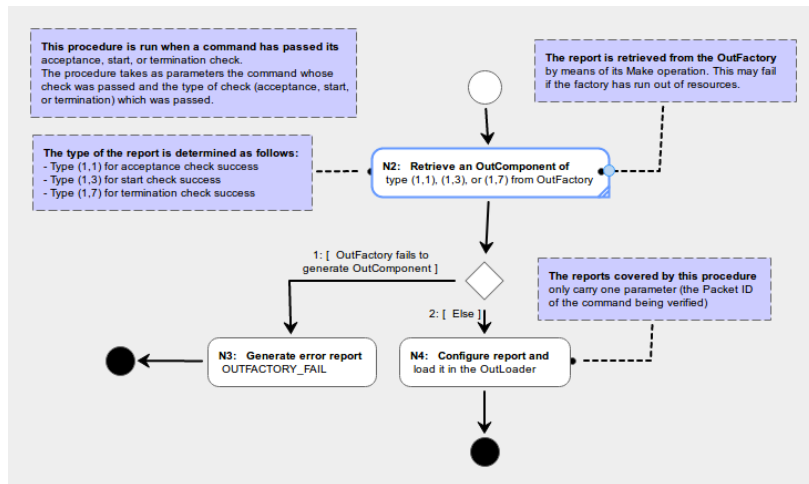 This procedure is run when a command has passed its
acceptance, start, or termination check.
The procedure takes as parameters the command whose
check was passed and the type of check (acceptance, start,
or termination) which was passed.
The report is retrieved from the OutFactory
by means of its Make operation. This may fail
if the factory has run out of resources.
The type of the report is determined as follows:
- Type (1,1) for acceptance check success
- Type (1,3) for start check success
- Type (1,7) for termination check success
N2: Retrieve an OutComponent of
type (1,1), (1,3), or (1,7) from OutFactory
1: [ OutFactory fails to
generate OutComponent ]
The reports covered by this procedure
only carry one parameter (the Packet ID
of the command being verified)
2: [ Else ]
N3: Generate error report
OUTFACTORY_FAIL
N4: Configure report and
load it in the OutLoader